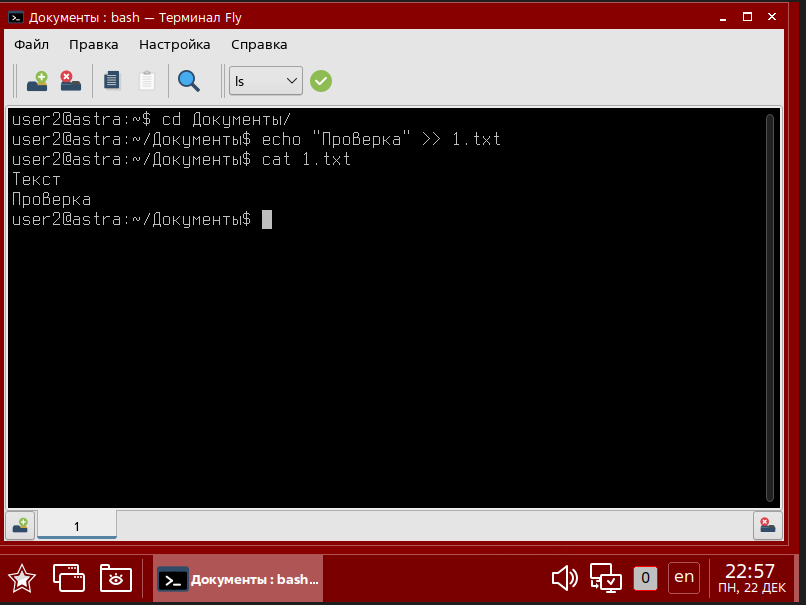 Документы : bash — Терминал Fly
Файл Правка Настройка Справка
ls
user2@astra:~$ cd Документы/
user2@astra:~/Документы$ echo "Проверка" >> 1.txt
user2@astra:~/Документы$ cat 1.txt
Текст
Проверка
user2@astra:~/Документы$
1
Документы : bash...
0
en
22:57
ПН, 22 ДЕК